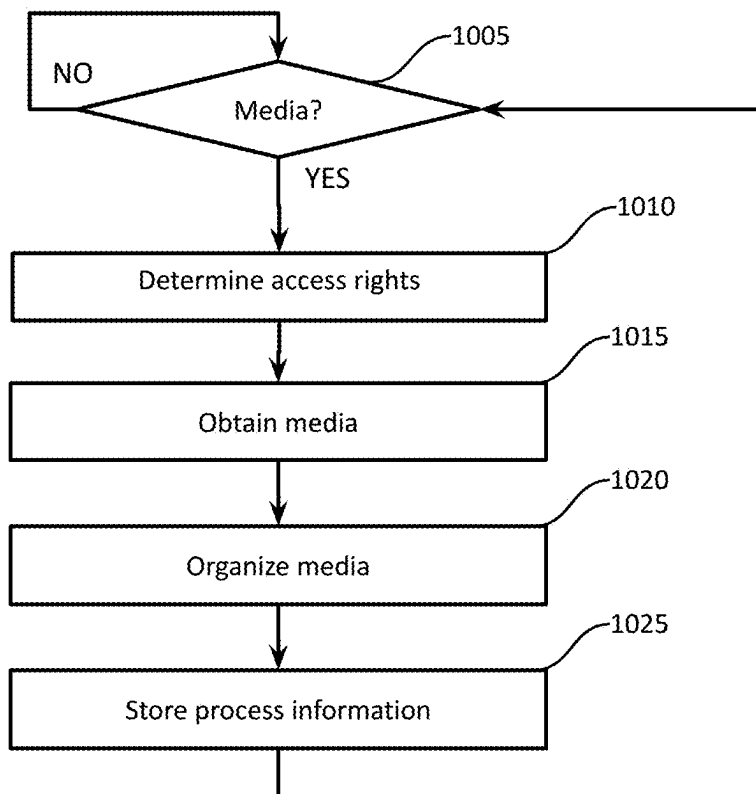 1005
NO
Media?
YES
1010
Determine access rights
1015
Obtain media
1020
Organize media
1025
Store process information